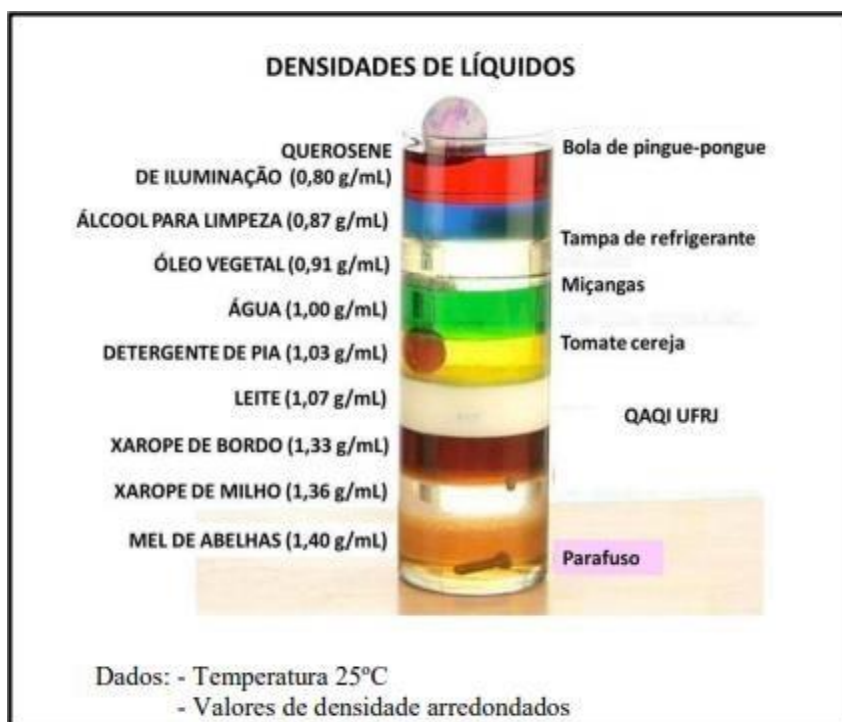 DENSIDADES DE LÍQUIDOS
QUEROSENE
DE ILUMINAÇÃO (0,80 g/mL)
Bola de pingue-pongue
ÁLCOOL PARA LIMPEZA (0,87 g/mL)
Tampa de refrigerante
ÓLEO VEGETAL (0,91 g/mL)
Miçangas
ÁGUA (1,00 g/mL)
Tomate cereja
DETERGENTE DE PIA (1,03 g/mL)
LEITE (1,07 g/mL)
QAQI UFRJ
XAROPE DE BORDO (1,33 g/mL)
XAROPE DE MILHO (1,36 g/mL)
MEL DE ABELHAS (1,40 g/mL)
Parafuso
Dados: - Temperatura 25ºC
- Valores de densidade arredondados